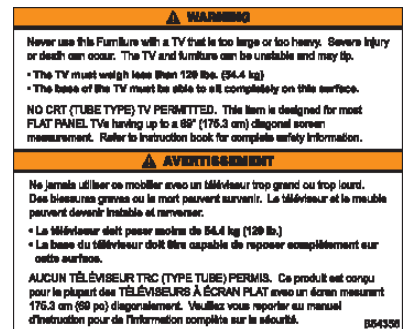 ⚠ WARNING
Never use this Furniture with a TV that is too large or too heavy. Severe injury
or death can occur. The TV and furniture can be unstable and may tip.
• The TV must weigh less than 120 lbs. (54.4 kg)
• The base of the TV must be able to sit completely on this surface.
NO CRT (TUBE TYPE) TV PERMITTED. This item is designed for most
FLAT PANEL TVs having up to a 69" (175.3 cm) diagonal screen
measurement. Refer to instruction book for complete safety information.
⚠ AVERTISSEMENT
Ne jamais utiliser ce mobilier avec un téléviseur trop grand ou trop lourd.
Des blessures graves ou la mort peuvent survenir. Le téléviseur et le meuble
peuvent devenir instable et renverser.
• Le téléviseur doit peser moins de 54.4 kg (120 lbs.)
• La base du téléviseur doit être capable de reposer complètement sur
cette surface.
AUCUN TÉLÉVISEUR TRC (TYPE TUBE) PERMIS. Ce produit est conçu
pour la plupart des TÉLÉVISEURS À ÉCRAN PLAT avec un écran mesurant
175.3 cm (69 po) diagonalement. Veuillez vous reporter au manuel
d'instruction pour de l'information complète sur la sécurité.